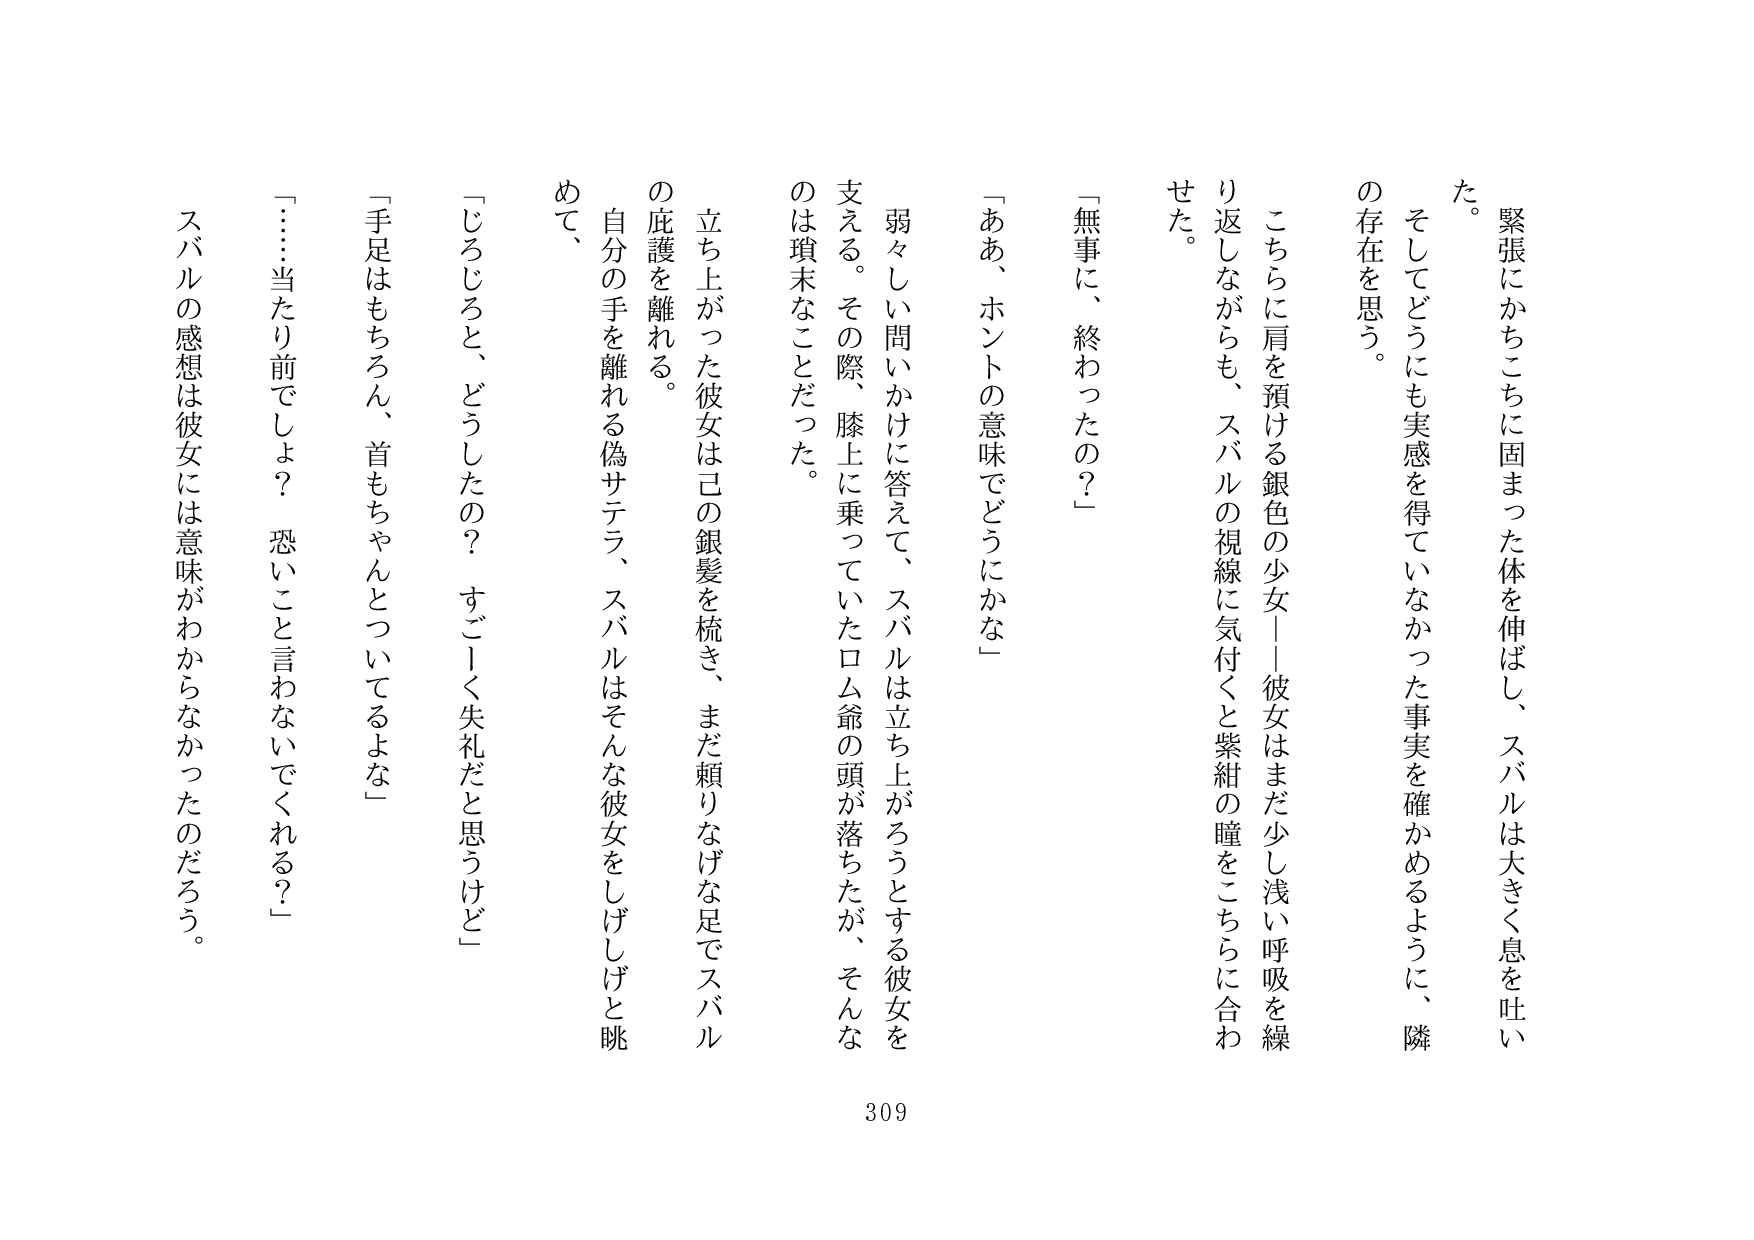 緊張にかちこちに固まった体を伸ばし、スバルは大きく息を吐い
た。
　そしてどうにも実感を得ていなかった事実を確かめるように、隣
の存在を思う。
　こちらに肩を預ける銀色の少女――彼女はまだ少し浅い呼吸を繰
り返しながらも、スバルの視線に気付くと紫紺の瞳をこちらに合わ
せた。
「無事に、終わったの？」
「ああ、ホントの意味でどうにかな」
　弱々しい問いかけに答えて、スバルは立ち上がろうとする彼女を
支える。その際、膝上に乗っていたロム爺の頭が落ちたが、そんな
のは瑣末なことだった。
　立ち上がった彼女は己の銀髪を梳き、まだ頼りなげな足でスバル
の庇護を離れる。
　自分の手を離れる偽サテラ、スバルはそんな彼女をしげしげと眺
めて、
「じろじろと、どうしたの？　すごーく失礼だと思うけど」
「手足はもちろん、首もちゃんとついてるよな」
「……当たり前でしょ？　恐いこと言わないでくれる？」
　スバルの感想は彼女には意味がわからなかったのだろう。
309